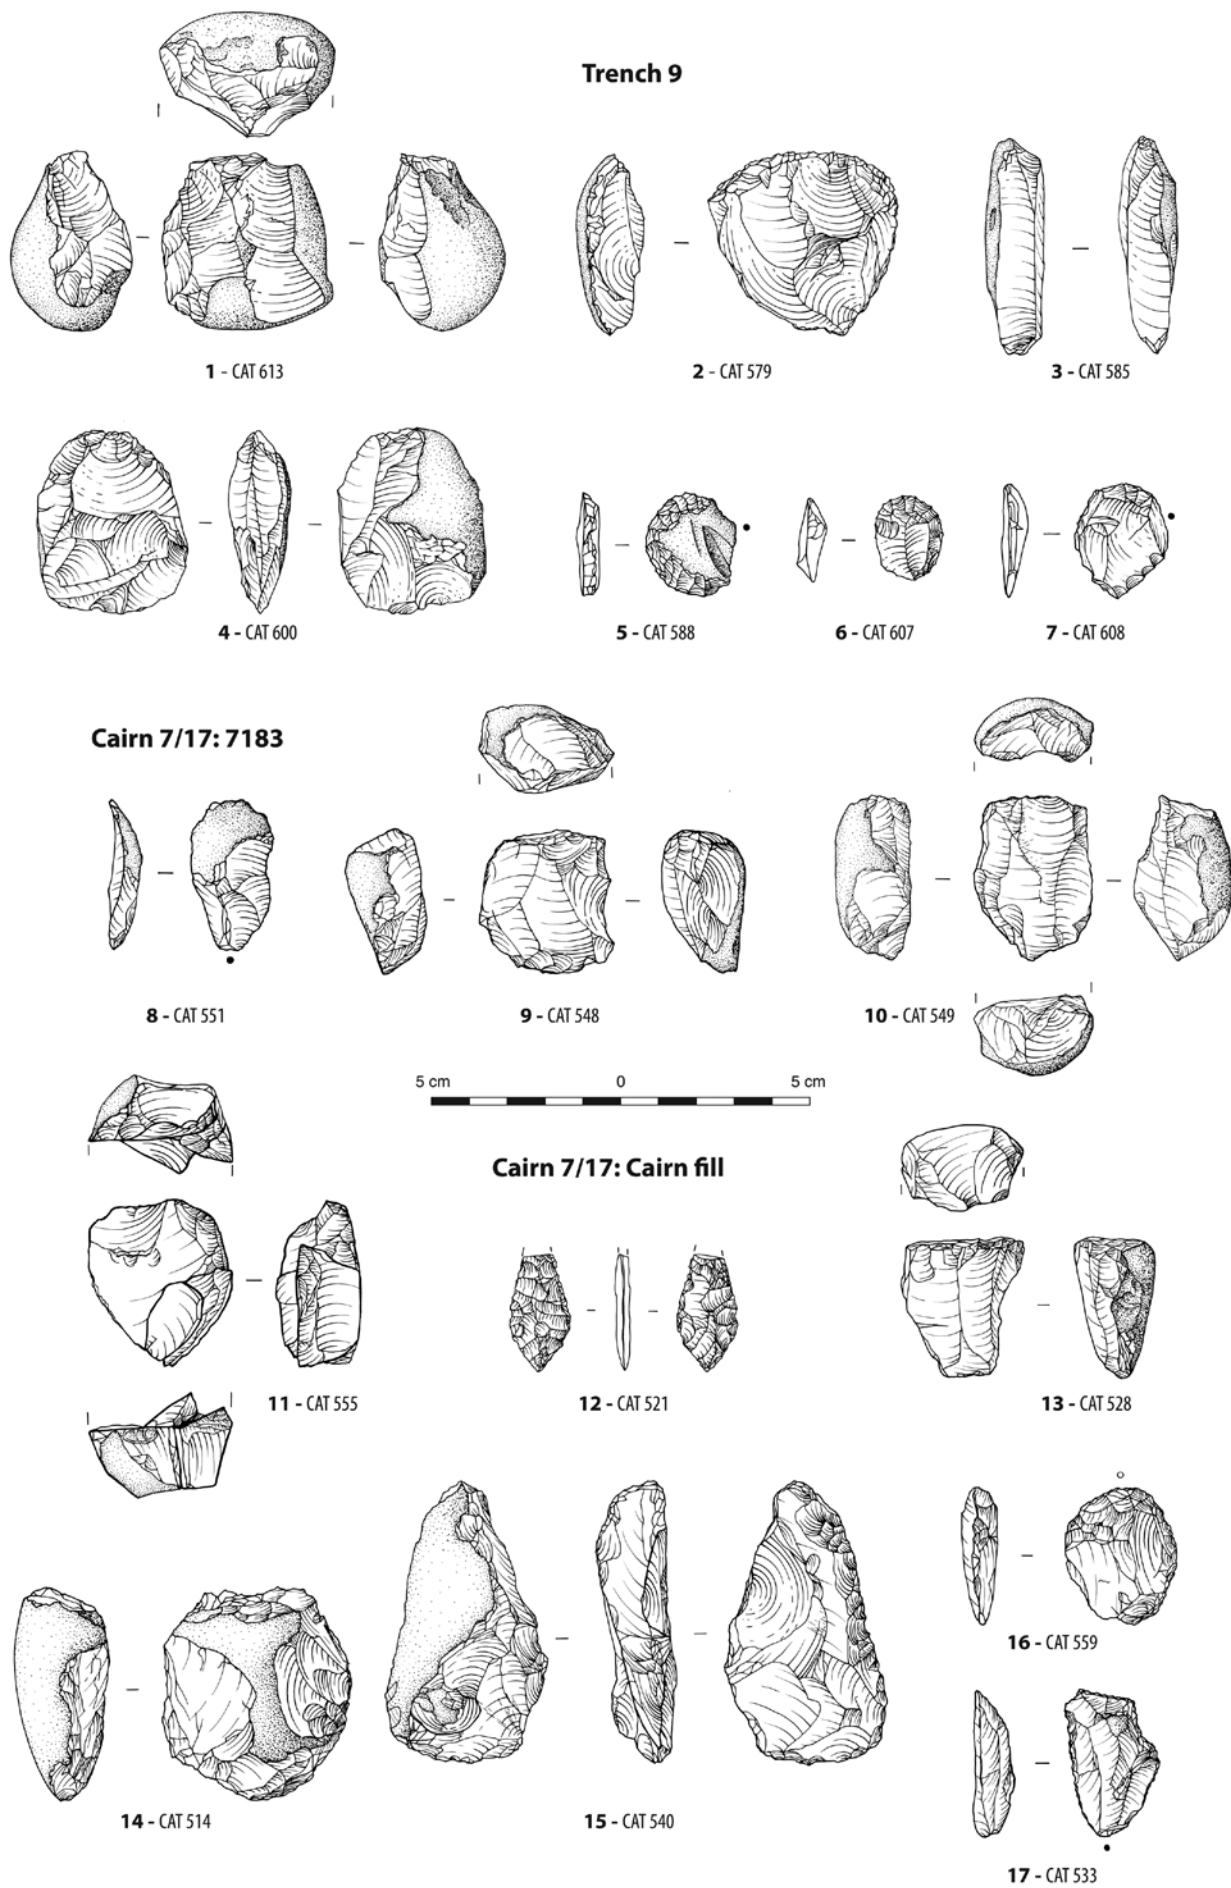 Trench 9
1 - CAT 613
2 - CAT 579
3 - CAT 585
4 - CAT 600
5 - CAT 588
6 - CAT 607
7 - CAT 608
Cairn 7/17: 7183
8 - CAT 551
9 - CAT 548
10 - CAT 549
5 cm 0 5 cm
Cairn 7/17: Cairn fill
11 - CAT 555
12 - CAT 521
13 - CAT 528
14 - CAT 514
15 - CAT 540
16 - CAT 559
17 - CAT 533